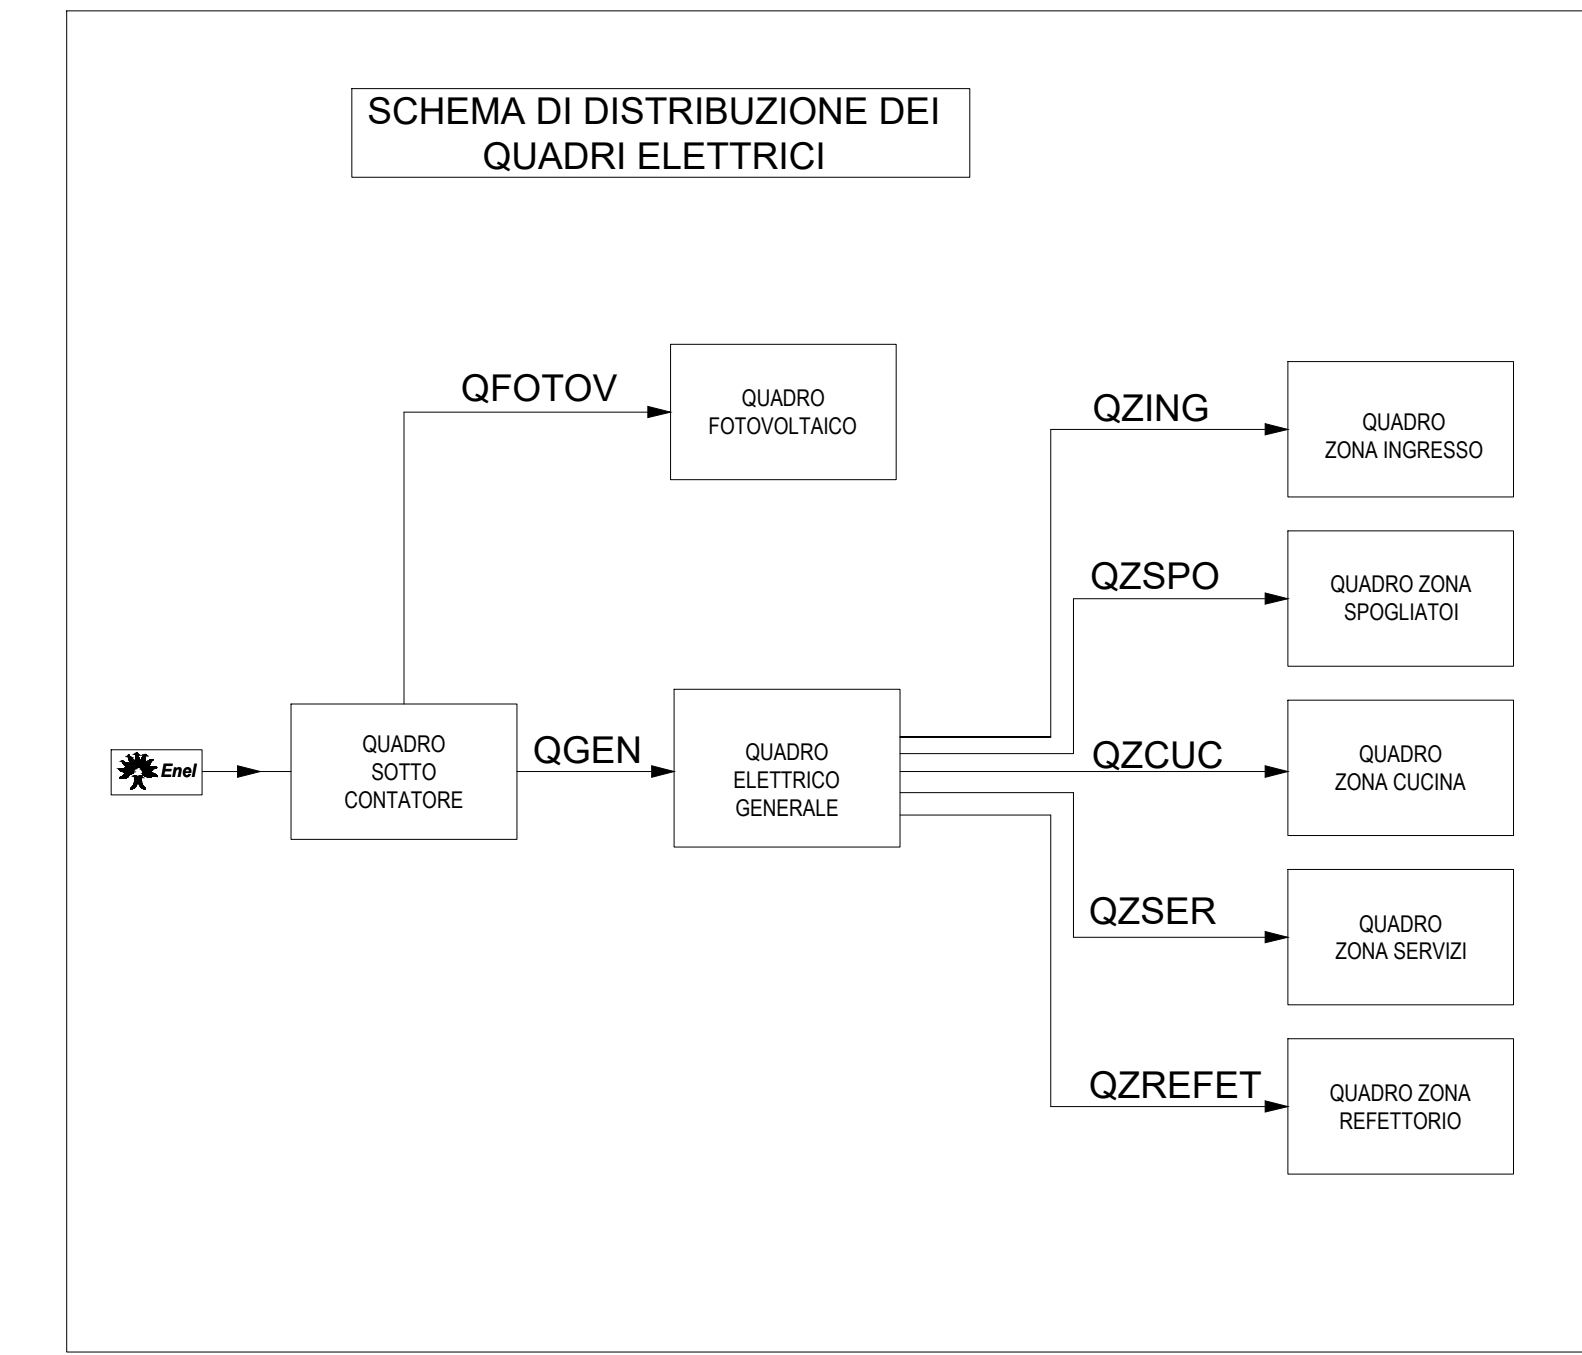 SCHEMA DI DISTRIBUZIONE DEI
QUADRI ELETTRICI
QFOTOV
QUADRO
FOTOVOLTAICO
QZING
QUADRO
ZONA INGRESSO
QZSPO
QUADRO ZONA
SPOGLIATOI
Enel
QUADRO
SOTTO
CONTATORE
QGEN
QUADRO
ELETTRICO
GENERALE
QZCUC
QUADRO
ZONA CUCINA
QZSER
QUADRO
ZONA SERVIZI
QZREFET
QUADRO ZONA
REFETTORIO